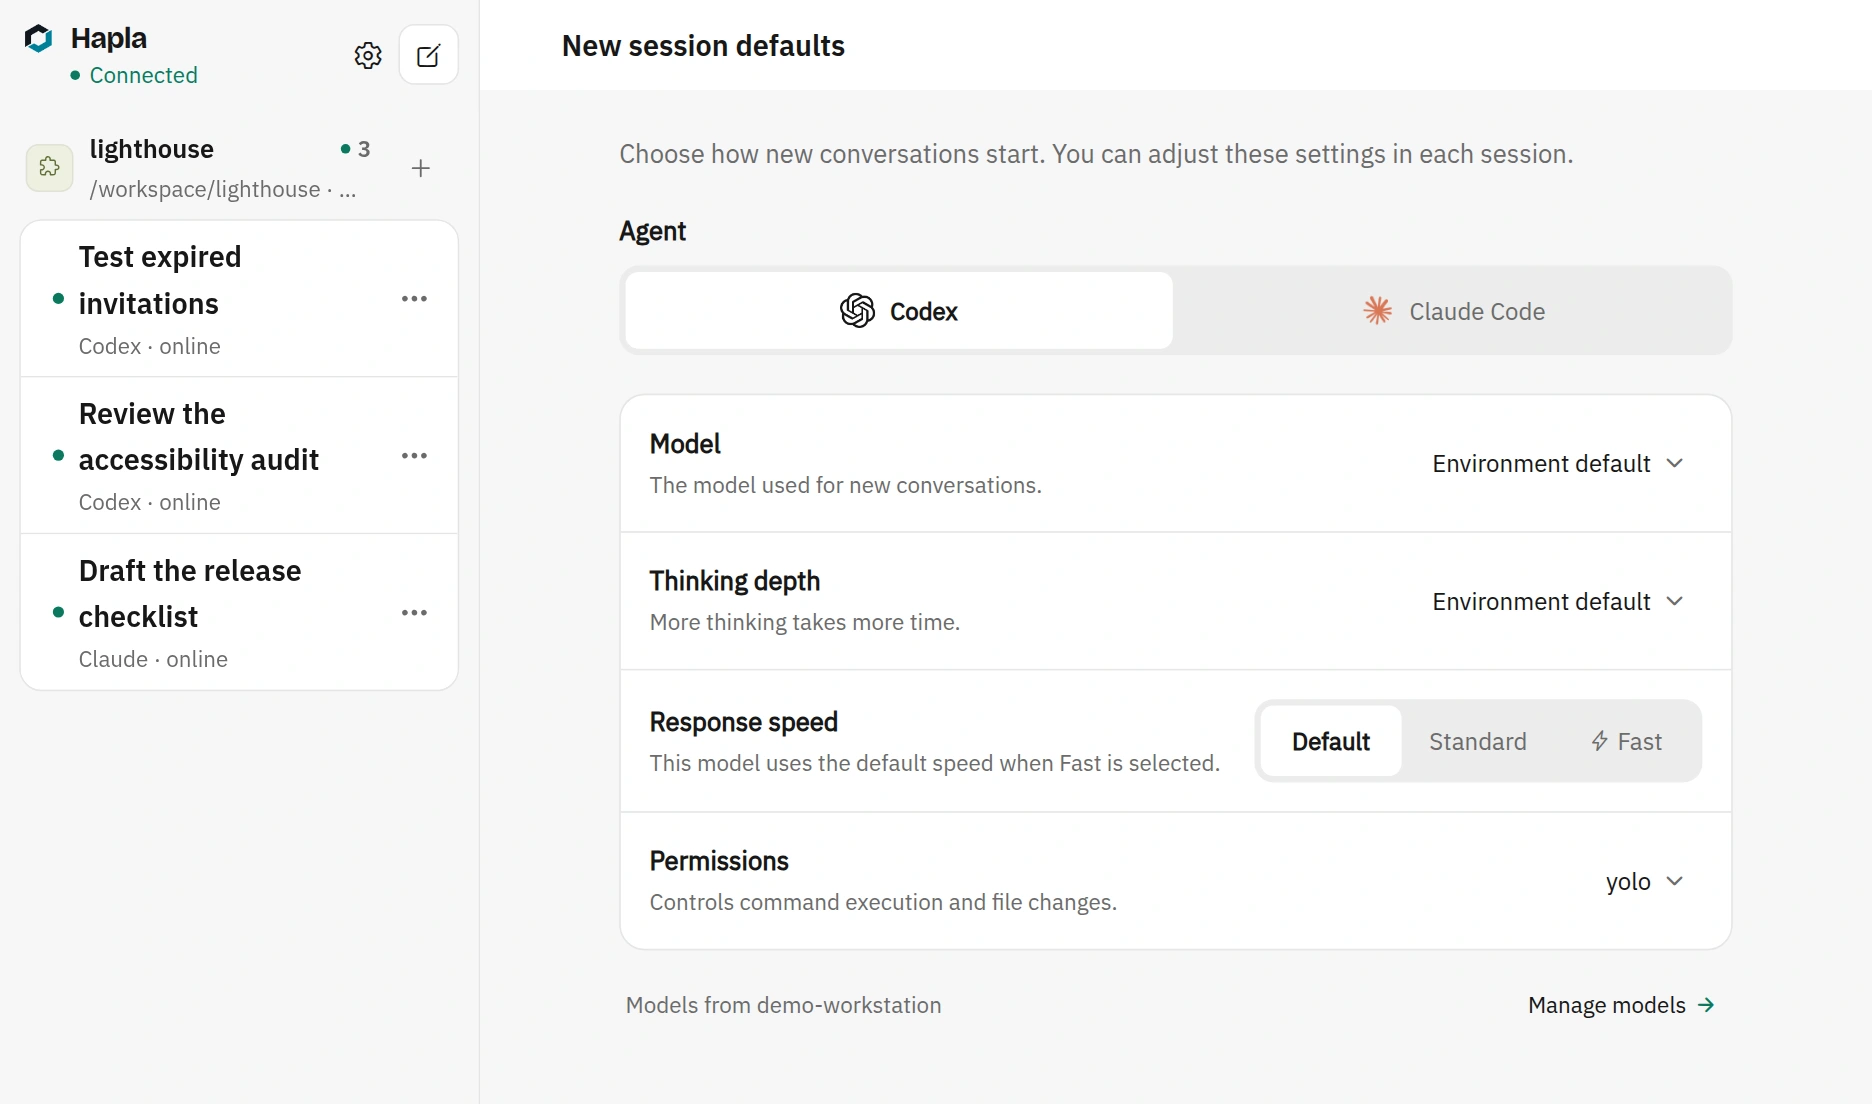 Hapla
Connected
lighthouse
3
/workspace/lighthouse · ...
Test expired
invitations
Codex · online
Review the
accessibility audit
Codex · online
Draft the release
checklist
Claude · online
New session defaults
Choose how new conversations start. You can adjust these settings in each session.
Agent
Codex
Claude Code
Model
The model used for new conversations.
Environment default
Thinking depth
More thinking takes more time.
Environment default
Response speed
This model uses the default speed when Fast is selected.
Default
Standard
Fast
Permissions
Controls command execution and file changes.
yolo
Models from demo-workstation
Manage models →